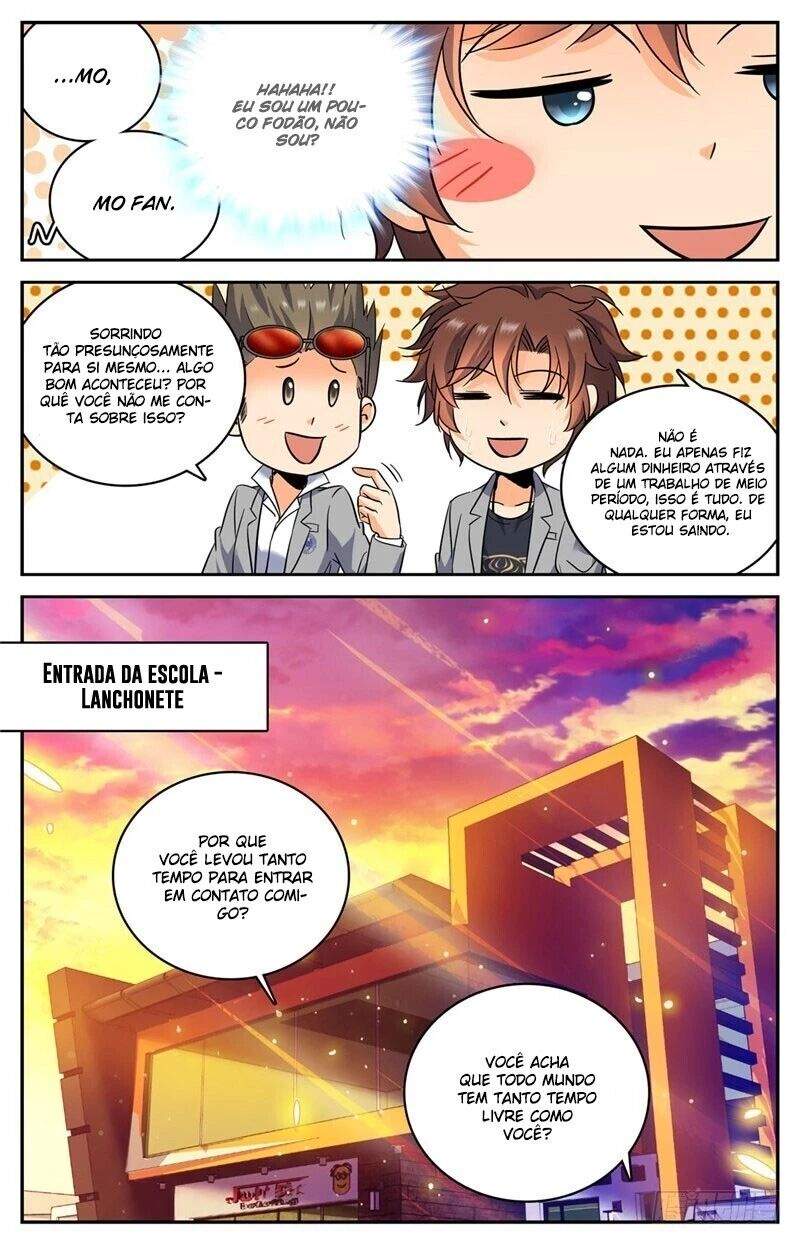 ...MO,
MO FAN.
HAHAHA!!
EU SOU UM POU-
CO FODÃO, NÃO
SOU?
SORRINDO
TÃO PRESUNÇOSAMENTE
PARA SI MESMO... ALGO
BOM ACONTECEU? POR
QUÊ VOCÊ NÃO ME CON-
TA SOBRE ISSO?
NÃO É
NADA. EU APENAS FIZ
ALGUM DINHEIRO ATRAVÉS
DE UM TRABALHO DE MEIO
PERÍODO, ISSO É TUDO. DE
QUALQUER FORMA, EU
ESTOU SAINDO.
ENTRADA DA ESCOLA -
LANCHONETE
POR QUE
VOCÊ LEVOU TANTO
TEMPO PARA ENTRAR
EM CONTATO COMI-
GO?
VOCÊ ACHA
QUE TODO MUNDO
TEM TANTO TEMPO
LIVRE COMO
VOCÊ?